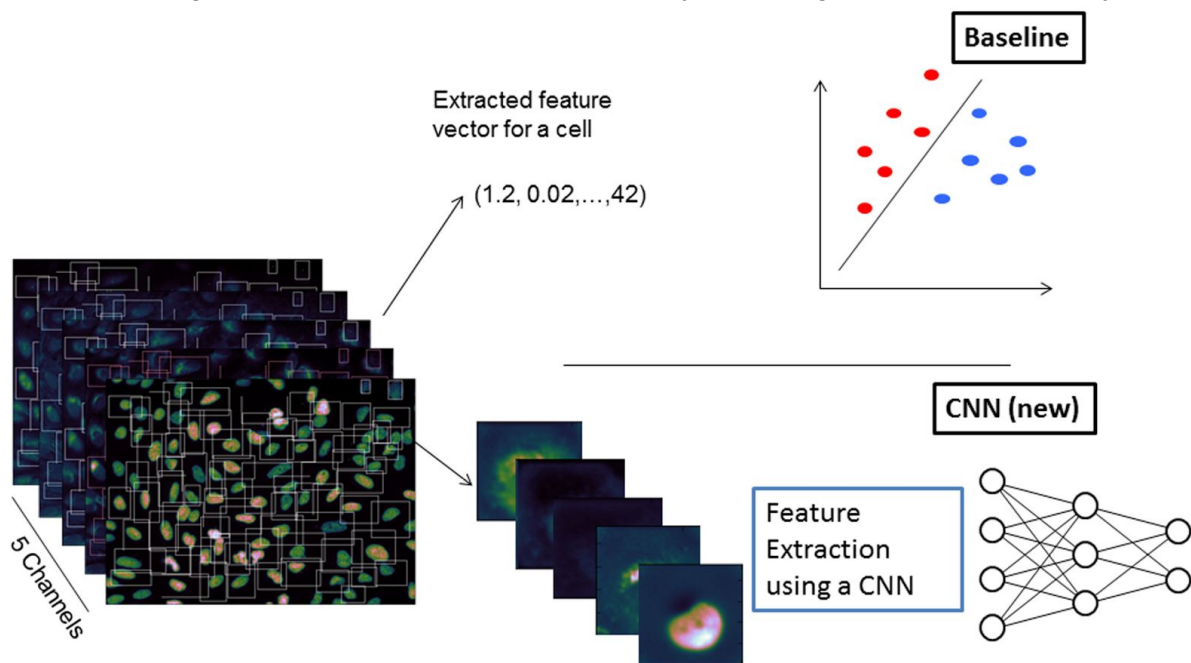 Baseline
Extracted feature
vector for a cell
(1.2, 0.02,...,42)
CNN (new)
5 Channels
Feature
Extraction
using a CNN